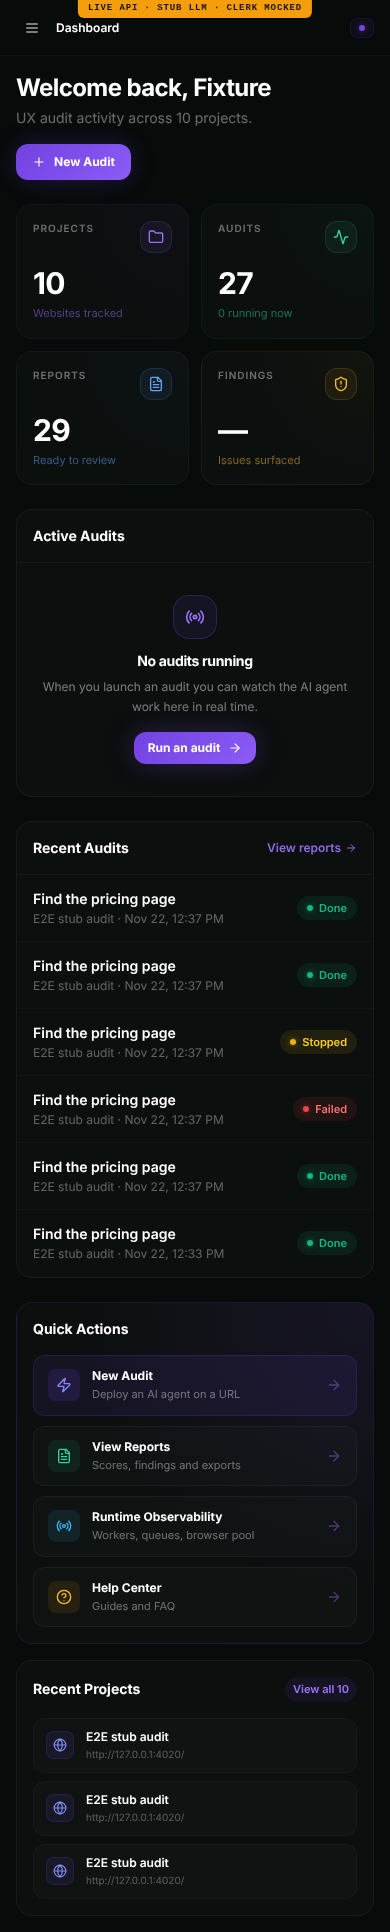 LIVE API · STUB LLM · CLERK MOCKED
Dashboard
Welcome back, Fixture
UX audit activity across 10 projects.
New Audit
PROJECTS
10
Websites tracked
AUDITS
27
0 running now
REPORTS
29
Ready to review
FINDINGS
—
Issues surfaced
Active Audits
No audits running
When you launch an audit you can watch the AI agent
work here in real time.
Run an audit
Recent Audits
View reports
Find the pricing page
E2E stub audit · Nov 22, 12:37 PM
Done
Find the pricing page
E2E stub audit · Nov 22, 12:37 PM
Done
Find the pricing page
E2E stub audit · Nov 22, 12:37 PM
Stopped
Find the pricing page
E2E stub audit · Nov 22, 12:37 PM
Failed
Find the pricing page
E2E stub audit · Nov 22, 12:37 PM
Done
Find the pricing page
E2E stub audit · Nov 22, 12:33 PM
Done
Quick Actions
New Audit
Deploy an AI agent on a URL
View Reports
Scores, findings and exports
Runtime Observability
Workers, queues, browser pool
Help Center
Guides and FAQ
Recent Projects
View all 10
E2E stub audit
http://127.0.0.1:4020/
E2E stub audit
http://127.0.0.1:4020/
E2E stub audit
http://127.0.0.1:4020/